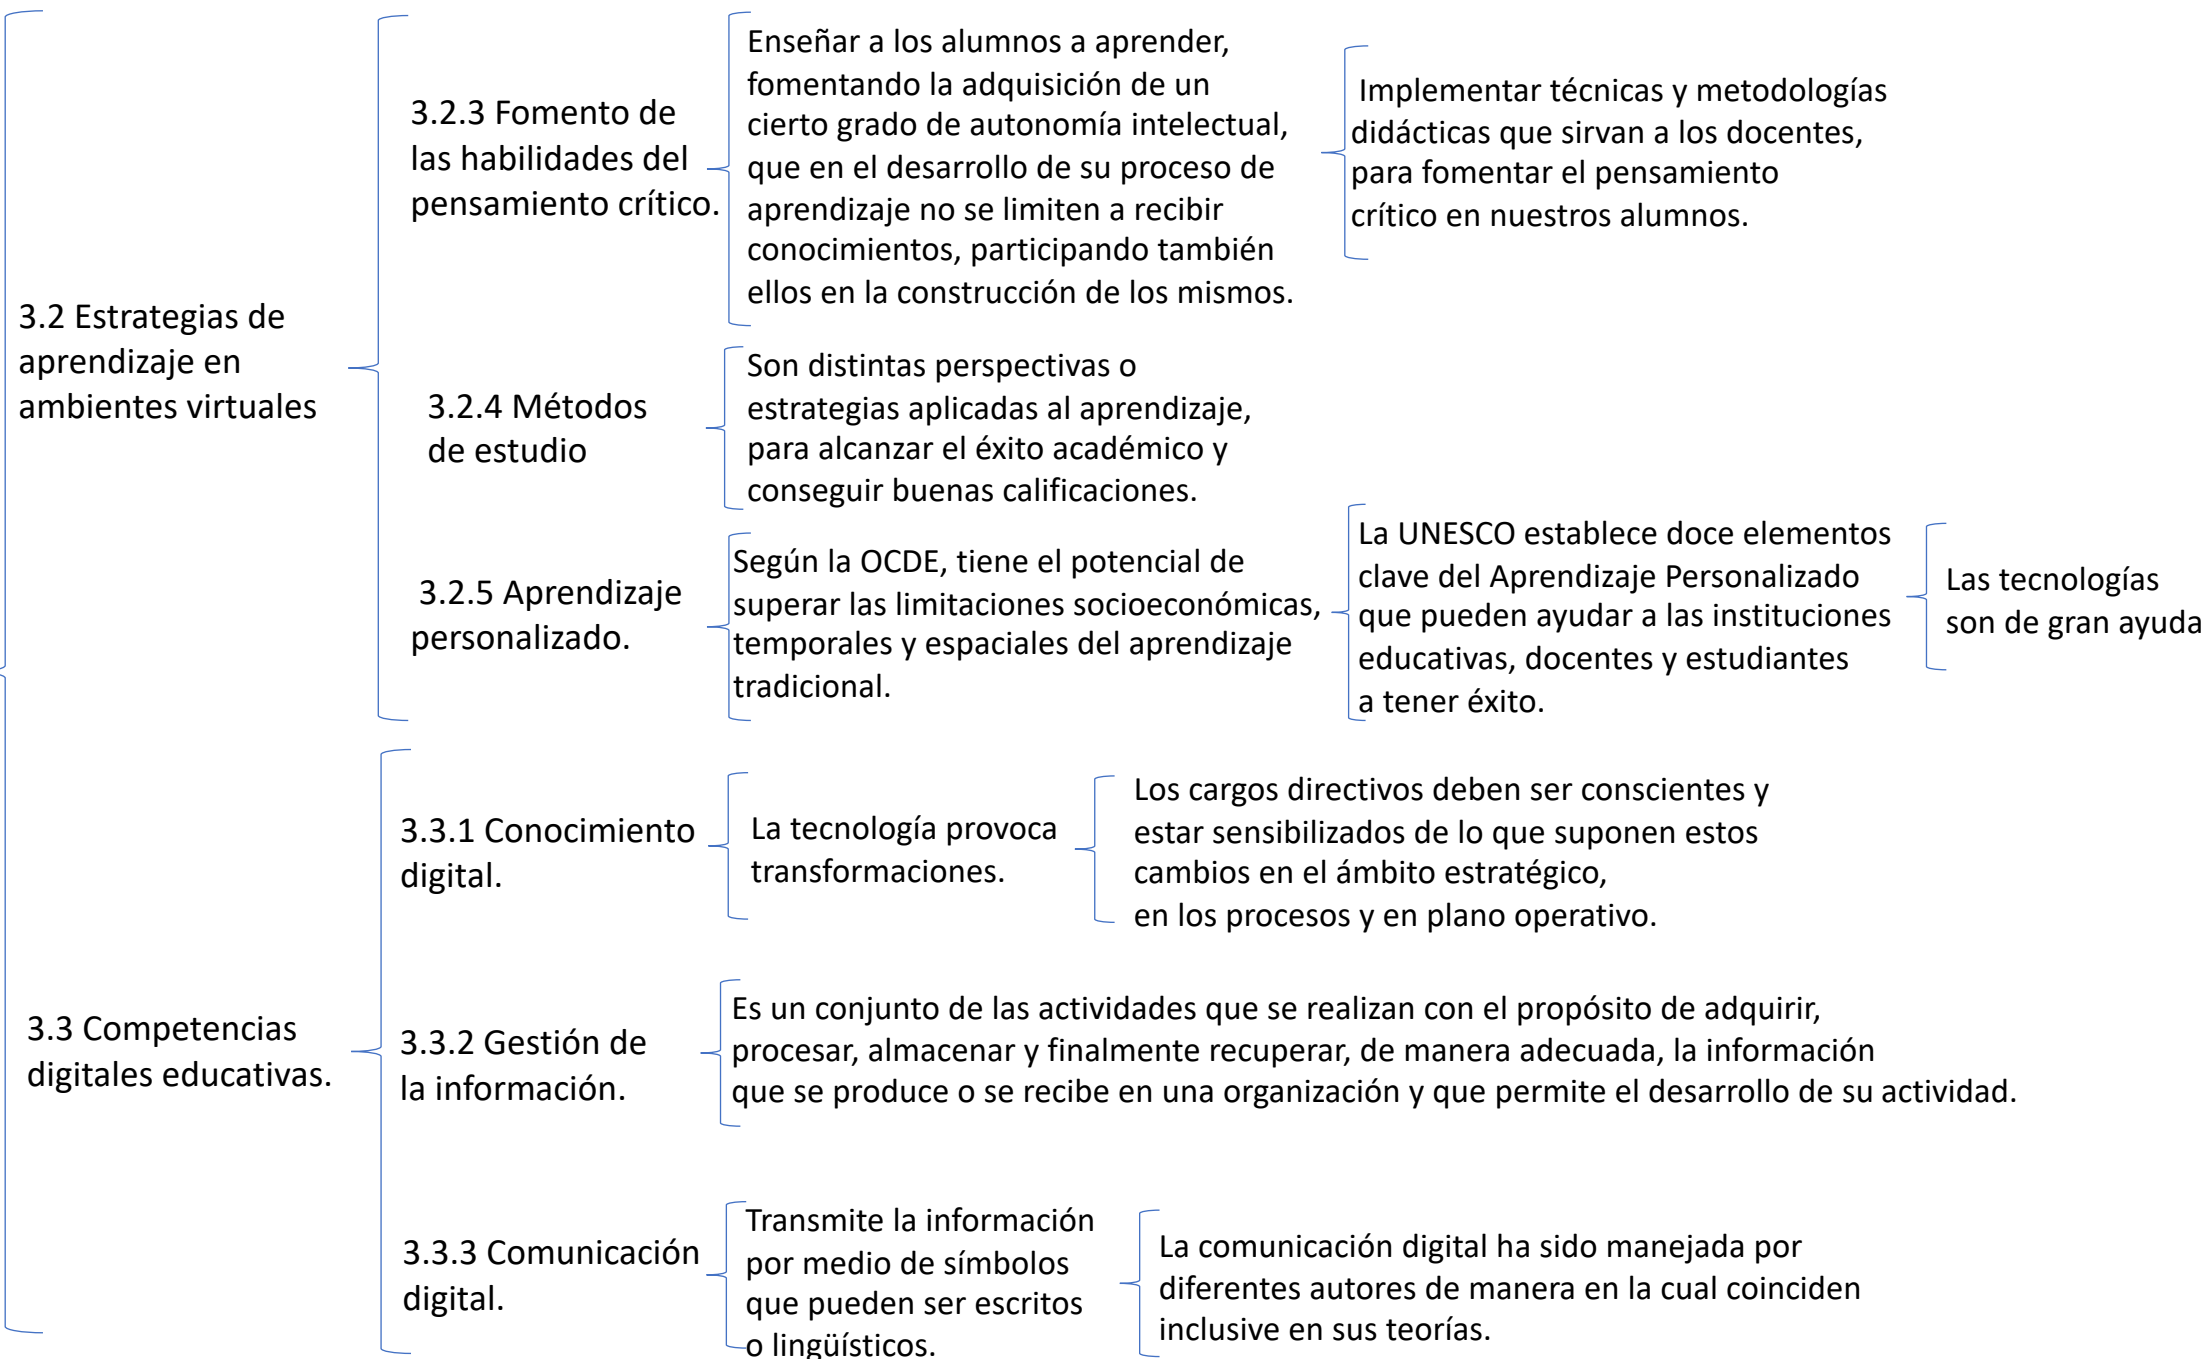 3.2 Estrategias de
aprendizaje en
ambientes virtuales
3.2.3 Fomento de
las habilidades del
pensamiento crítico.
Enseñar a los alumnos a aprender,
fomentando la adquisición de un
cierto grado de autonomía intelectual,
que en el desarrollo de su proceso de
aprendizaje no se limiten a recibir
conocimientos, participando también
ellos en la construcción de los mismos.
Implementar técnicas y metodologías
didácticas que sirvan a los docentes,
para fomentar el pensamiento
crítico en nuestros alumnos.
3.2.4 Métodos
de estudio
Son distintas perspectivas o
estrategias aplicadas al aprendizaje,
para alcanzar el éxito académico y
conseguir buenas calificaciones.
3.2.5 Aprendizaje
personalizado.
Según la OCDE, tiene el potencial de
superar las limitaciones socioeconómicas,
temporales y espaciales del aprendizaje
tradicional.
La UNESCO establece doce elementos
clave del Aprendizaje Personalizado
que pueden ayudar a las instituciones
educativas, docentes y estudiantes
a tener éxito.
Las tecnologías
son de gran ayuda
3.3 Competencias
digitales educativas.
3.3.1 Conocimiento
digital.
La tecnología provoca
transformaciones.
Los cargos directivos deben ser conscientes y
estar sensibilizados de lo que suponen estos
cambios en el ámbito estratégico,
en los procesos y en plano operativo.
3.3.2 Gestión de
la información.
Es un conjunto de las actividades que se realizan con el propósito de adquirir,
procesar, almacenar y finalmente recuperar, de manera adecuada, la información
que se produce o se recibe en una organización y que permite el desarrollo de su actividad.
3.3.3 Comunicación
digital.
Transmite la información
por medio de símbolos
que pueden ser escritos
o lingüísticos.
La comunicación digital ha sido manejada por
diferentes autores de manera en la cual coinciden
inclusive en sus teorías.